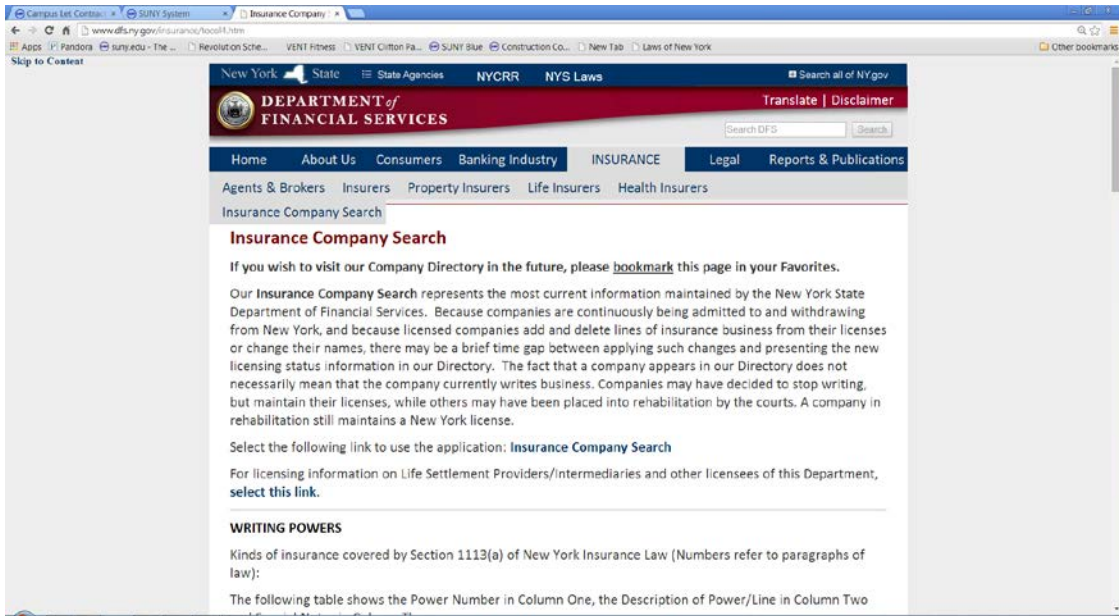 Campus Let Contract SUNY System Insurance Company :
www.dfs.ny.gov/insurance/tocol4.htm
Apps Pandora suny.edu - The ... Revolution Sche... VENT Fitness VENT Clifton Pa... SUNY Blue Construction Co... New Tab Laws of New York Other bookmarks
Skip to Content
New York State State Agencies NYCRR NYS Laws Search all of NY.gov
DEPARTMENT of
FINANCIAL SERVICES
Translate | Disclaimer
Search DFS Search
Home About Us Consumers Banking Industry INSURANCE Legal Reports & Publications
Agents & Brokers Insurers Property Insurers Life Insurers Health Insurers
Insurance Company Search
Insurance Company Search
If you wish to visit our Company Directory in the future, please bookmark this page in your Favorites.
Our Insurance Company Search represents the most current information maintained by the New York State
Department of Financial Services. Because companies are continuously being admitted to and withdrawing
from New York, and because licensed companies add and delete lines of insurance business from their licenses
or change their names, there may be a brief time gap between applying such changes and presenting the new
licensing status information in our Directory. The fact that a company appears in our Directory does not
necessarily mean that the company currently writes business. Companies may have decided to stop writing,
but maintain their licenses, while others may have been placed into rehabilitation by the courts. A company in
rehabilitation still maintains a New York license.
Select the following link to use the application: Insurance Company Search
For licensing information on Life Settlement Providers/Intermediaries and other licensees of this Department,
select this link.
WRITING POWERS
Kinds of insurance covered by Section 1113(a) of New York Insurance Law (Numbers refer to paragraphs of
law):
The following table shows the Power Number in Column One, the Description of Power/Line in Column Two